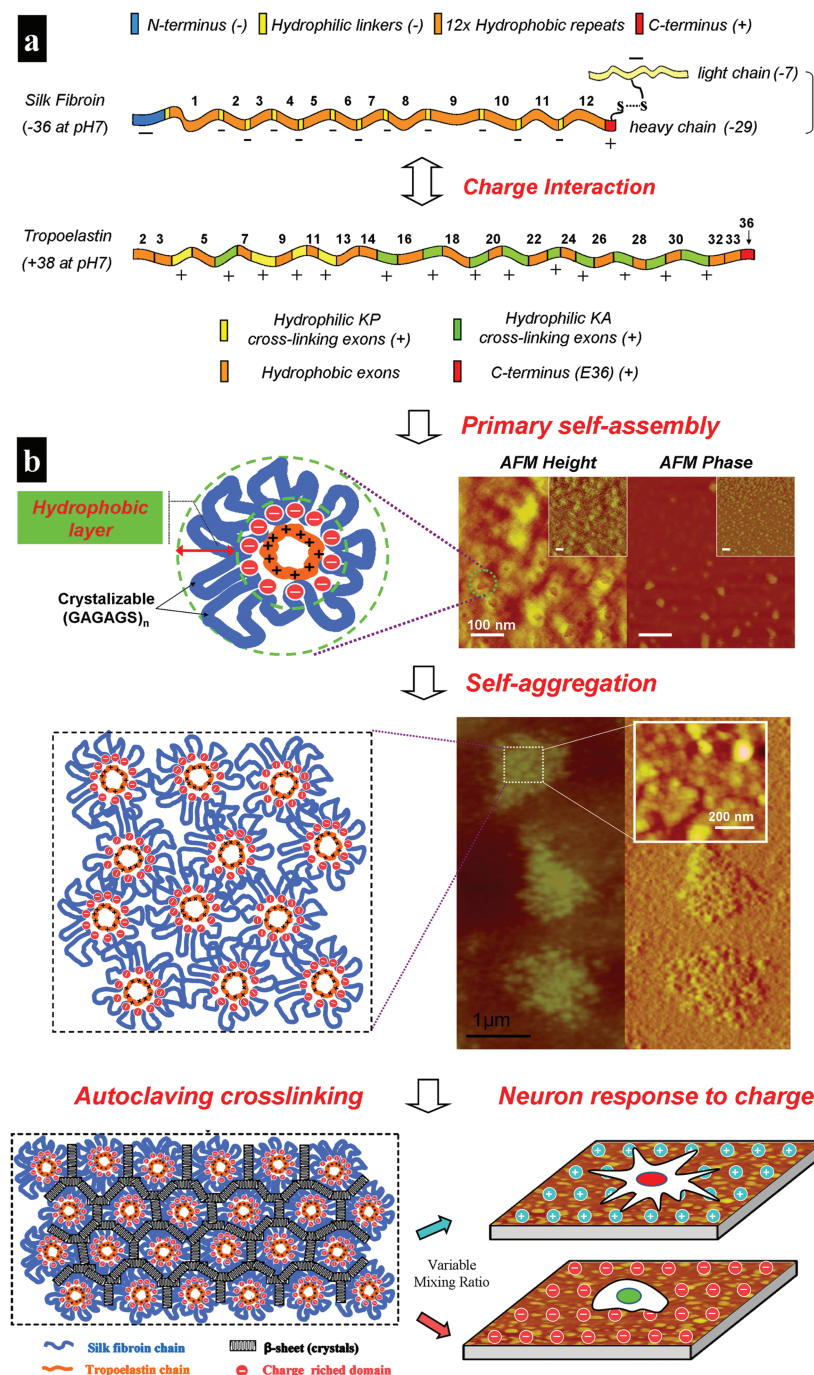 a
N-terminus (-)
Hydrophilic linkers (-)
12x Hydrophobic repeats
C-terminus (+)
light chain (-7)
Silk Fibroin
(-36 at pH7)
1 2 3 4 5 6 7 8 9 10 11 12
S S
heavy chain (-29)
Charge Interaction
Tropoelastin
(+38 at pH7)
2 3 5 7 9 11 13 14 16 18 20 22 24 26 28 30 32 33 36
Hydrophilic KP
cross-linking exons (+)
Hydrophilic KA
cross-linking exons (+)
Hydrophobic exons
C-terminus (E36) (+)
Primary self-assembly
b
AFM Height
AFM Phase
Hydrophobic
layer
Crystalizable
(GAGAGS)n
100 nm
Self-aggregation
200 nm
1μm
Autoclaving crosslinking
Neuron response to charge
Variable
Mixing Ratio
Silk fibroin chain
β-sheet (crystals)
Tropoelastin chain
Charge riched domain